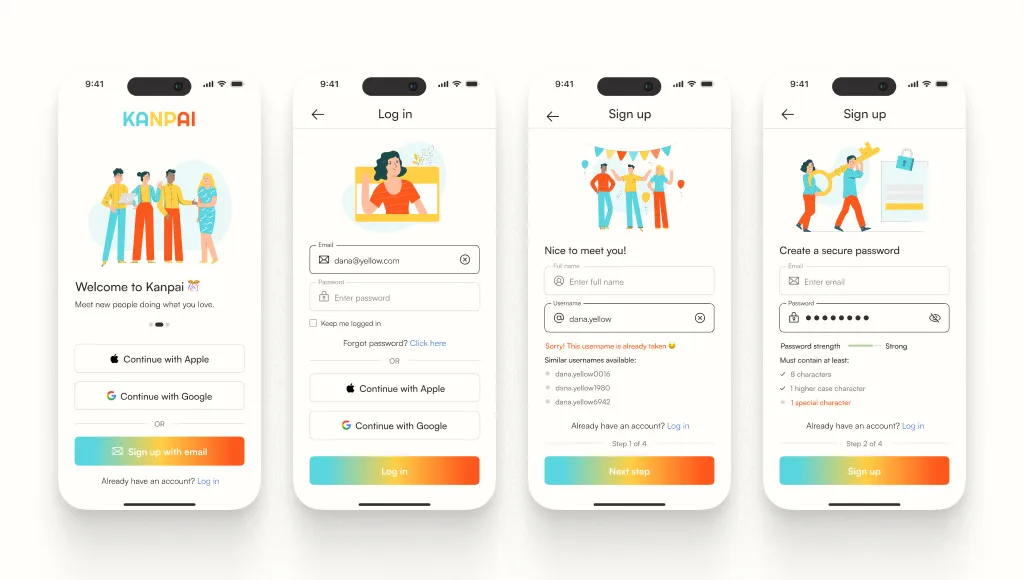 9:41
KANPAI
Welcome to Kanpai
Meet new people doing what you love.
Continue with Apple
Continue with Google
OR
Sign up with email
Already have an account? Log in
9:41
Log in
Email
dana@yellow.com
Password
Enter password
Keep me logged in
Forgot password? Click here
OR
Continue with Apple
Continue with Google
Log in
9:41
Sign up
Nice to meet you!
Full name
Enter full name
Username
dana.yellow
Sorry! This username is already taken 😉
Similar usernames available:
dana.yellow0016
dana.yellow1980
dana.yellow6942
Already have an account? Log in
Step 1 of 4
Next step
9:41
Sign up
Create a secure password
Email
Enter email
Password
●●●●●●●●
Password strength Strong
Must contain at least:
8 characters
1 higher case character
1 special character
Already have an account? Log in
Step 2 of 4
Sign up